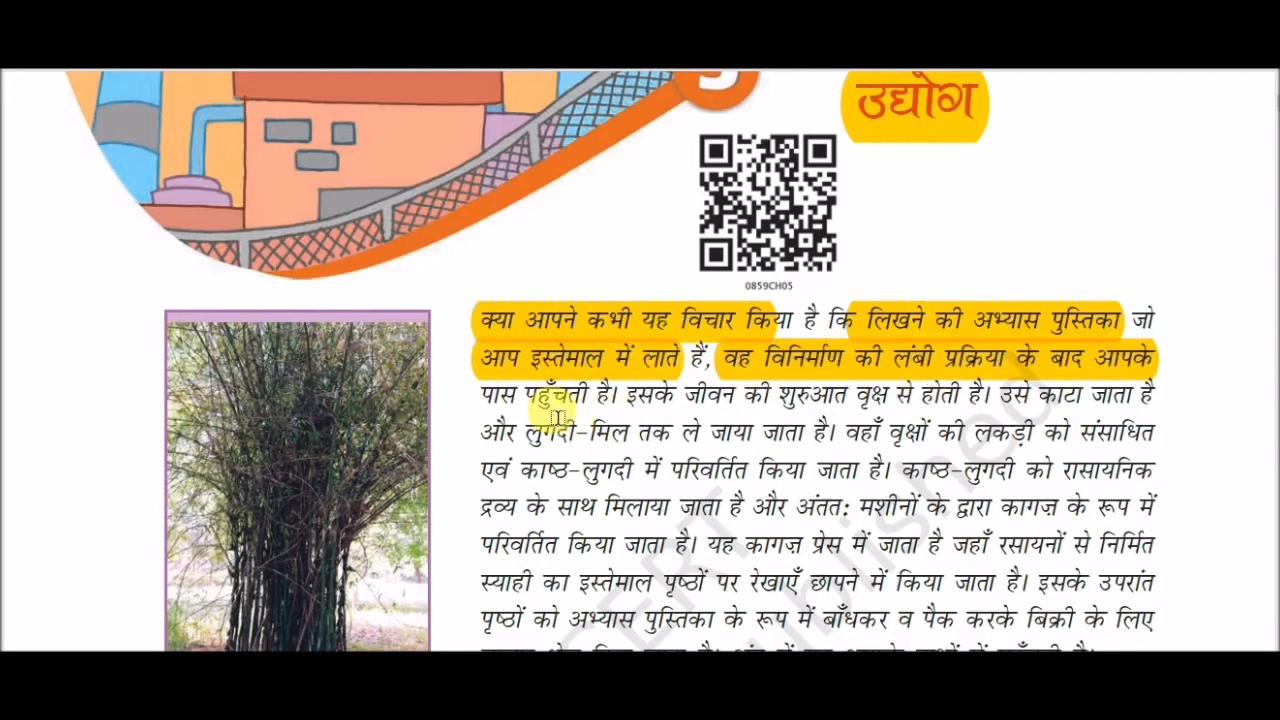 उद्योग
0859CH05
क्या आपने कभी यह विचार किया है कि लिखने की अभ्यास पुस्तिका जो
आप इस्तेमाल में लाते हैं, वह विनिर्माण की लंबी प्रक्रिया के बाद आपके
पास पहुँचती है। इसके जीवन की शुरुआत वृक्ष से होती है। उसे काटा जाता है
और लुगदी-मिल तक ले जाया जाता है। वहाँ वृक्षों की लकड़ी को संसाधित
एवं काष्ठ-लुगदी में परिवर्तित किया जाता है। काष्ठ-लुगदी को रासायनिक
द्रव्य के साथ मिलाया जाता है और अंततः मशीनों के द्वारा कागज़ के रूप में
परिवर्तित किया जाता है। यह कागज़ प्रेस में जाता है जहाँ रसायनों से निर्मित
स्याही का इस्तेमाल पृष्ठों पर रेखाएँ छापने में किया जाता है। इसके उपरांत
पृष्ठों को अभ्यास पुस्तिका के रूप में बाँधकर व पैक करके बिक्री के लिए